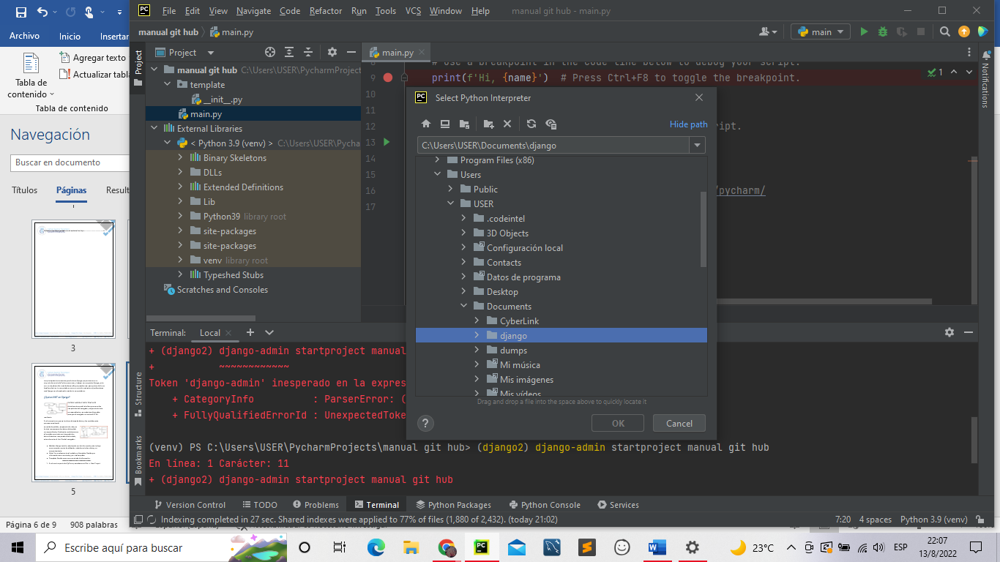 File Edit View Navigate Code Refactor Run Tools VCS Window Help manual git hub - main.py
Archivo Inicio Insertar
manual git hub main.py
main
Tabla de
contenido
Agregar texto
Actualizar tabla
Tabla de contenido
Navegación
Buscar en documento
Títulos Páginas Result
3
5
Página 6 de 9 908 palabras
Project
Structure
Bookmarks
Notifications
Project
manual git hub C:\Users\USER\PycharmProject
template
__init__.py
main.py
External Libraries
< Python 3.9 (venv) > C:\Users\USER\Pycha
Binary Skeletons
DLLs
Extended Definitions
Lib
Python39 library root
site-packages
site-packages
venv library root
Typeshed Stubs
Scratches and Consoles
main.py
8 # Use a breakpoint in the code line below to debug your script.
9 print(f'Hi, {name}') # Press Ctrl+F8 to toggle the breakpoint.
1
10
11
12 ript.
13
14
15
16 /pycharm/
17
Select Python Interpreter
Hide path
C:\Users\USER\Documents\django
Program Files (x86)
Users
Public
USER
.codeintel
3D Objects
Configuración local
Contacts
Datos de programa
Desktop
Documents
CyberLink
django
dumps
Mi música
Mis imágenes
Mis vídeos
Drag and drop a file into the space above to quickly locate it
? OK Cancel
Terminal: Local
+ (django2) django-admin startproject manual
+ ~~~~~~~~~~~~
Token 'django-admin' inesperado en la expres
+ CategoryInfo : ParserError: (
+ FullyQualifiedErrorId : UnexpectedToke
(venv) PS C:\Users\USER\PycharmProjects\manual git hub> (django2) django-admin startproject manual git hub
En línea: 1 Carácter: 11
+ (django2) django-admin startproject manual git hub
Version Control TODO Problems Terminal Python Packages Python Console Services
Indexing completed in 27 sec. Shared indexes were applied to 77% of files (1,880 of 2,432). (today 21:02) 7:20 4 spaces Python 3.9 (venv)
Escribe aquí para buscar
23°C
ESP
22:07
13/8/2022